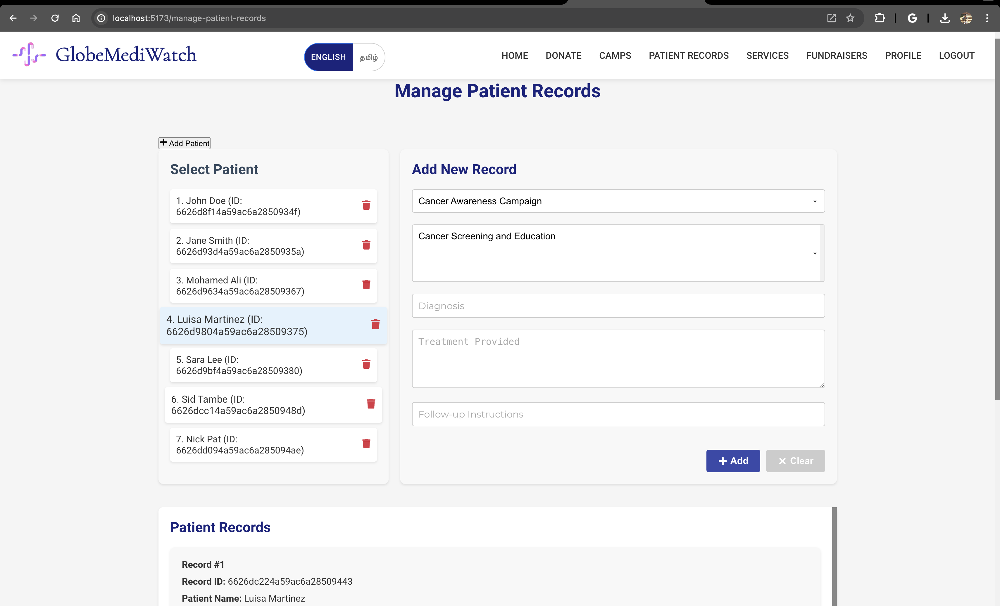 localhost:5173/manage-patient-records
GlobeMediWatch
ENGLISH
தமிழ்
HOME
DONATE
CAMPS
PATIENT RECORDS
SERVICES
FUNDRAISERS
PROFILE
LOGOUT
Manage Patient Records
Add Patient
Select Patient
1. John Doe (ID:
6626d8f14a59ac6a2850934f)
2. Jane Smith (ID:
6626d93d4a59ac6a2850935a)
3. Mohamed Ali (ID:
6626d9634a59ac6a28509367)
4. Luisa Martinez (ID:
6626d9804a59ac6a28509375)
5. Sara Lee (ID:
6626d9bf4a59ac6a28509380)
6. Sid Tambe (ID:
6626dcc14a59ac6a2850948d)
7. Nick Pat (ID:
6626dd094a59ac6a285094ae)
Add New Record
Cancer Awareness Campaign
Cancer Screening and Education
Diagnosis
Treatment Provided
Follow-up Instructions
Add
Clear
Patient Records
Record #1
Record ID: 6626dc224a59ac6a28509443
Patient Name: Luisa Martinez